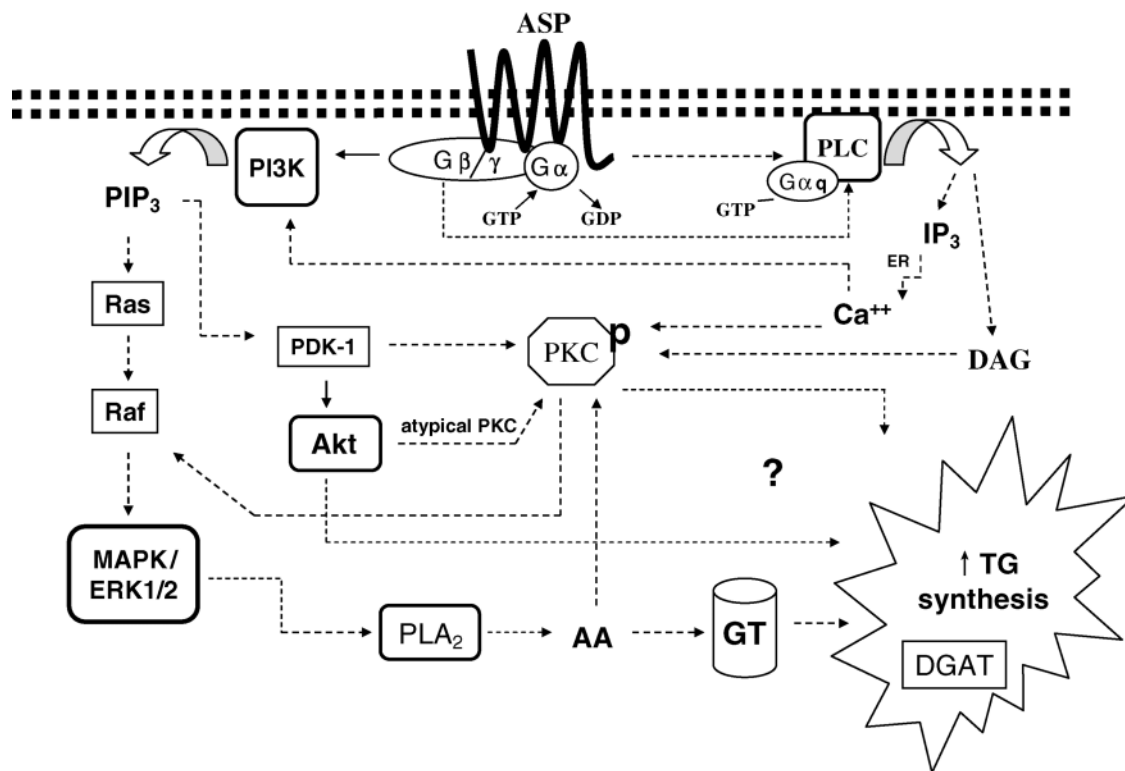 ASP
PI3K
G β/γ
Gα
PLC
Gαq
PIP₃
GTP
GDP
GTP
IP₃
ER
Ras
Ca⁺⁺
PDK-1
PKC
p
DAG
Raf
Akt
atypical PKC
?
MAPK/
ERK1/2
↑ TG
synthesis
PLA₂
AA
GT
DGAT